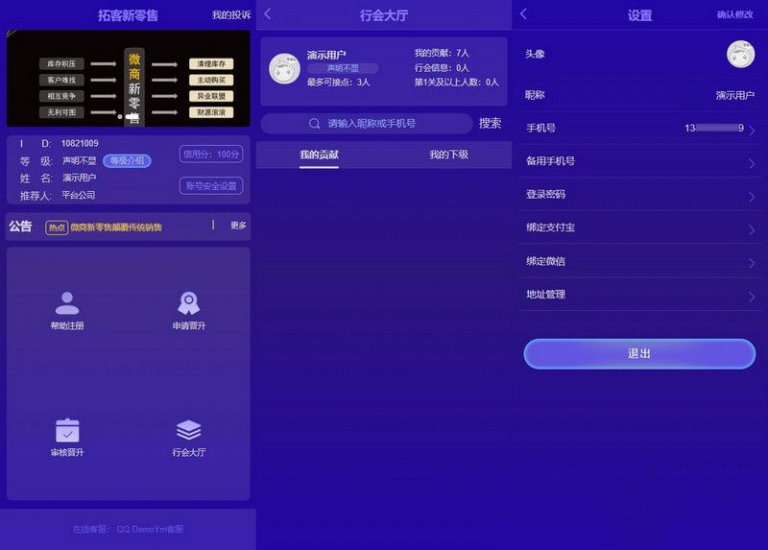 拓客新零售
我的投诉
库存积压
客户难找
相互竞争
无利可图
微商新零售
清理库存
主动购买
异业联盟
财源滚滚
I D: 10821009
等 级: 声明不显 等级介绍
信用分: 100分
姓 名: 演示用户
账号安全设置
推荐人: 平台公司
公告 热点 微商新零售颠覆传统销售 | 更多
帮助注册
申请晋升
审核晋升
行会大厅
在线客服: QQ DemoYm客服
行会大厅
演示用户
声明不显
最多可接点: 3人
我的贡献: 7人
行会信息: 0人
第1关及以上人数: 0人
请输入昵称或手机号 搜索
我的贡献
我的下级
设置
确认修改
头像
昵称 演示用户
手机号 13 9
备用手机号
登录密码
绑定支付宝
绑定微信
地址管理
退出